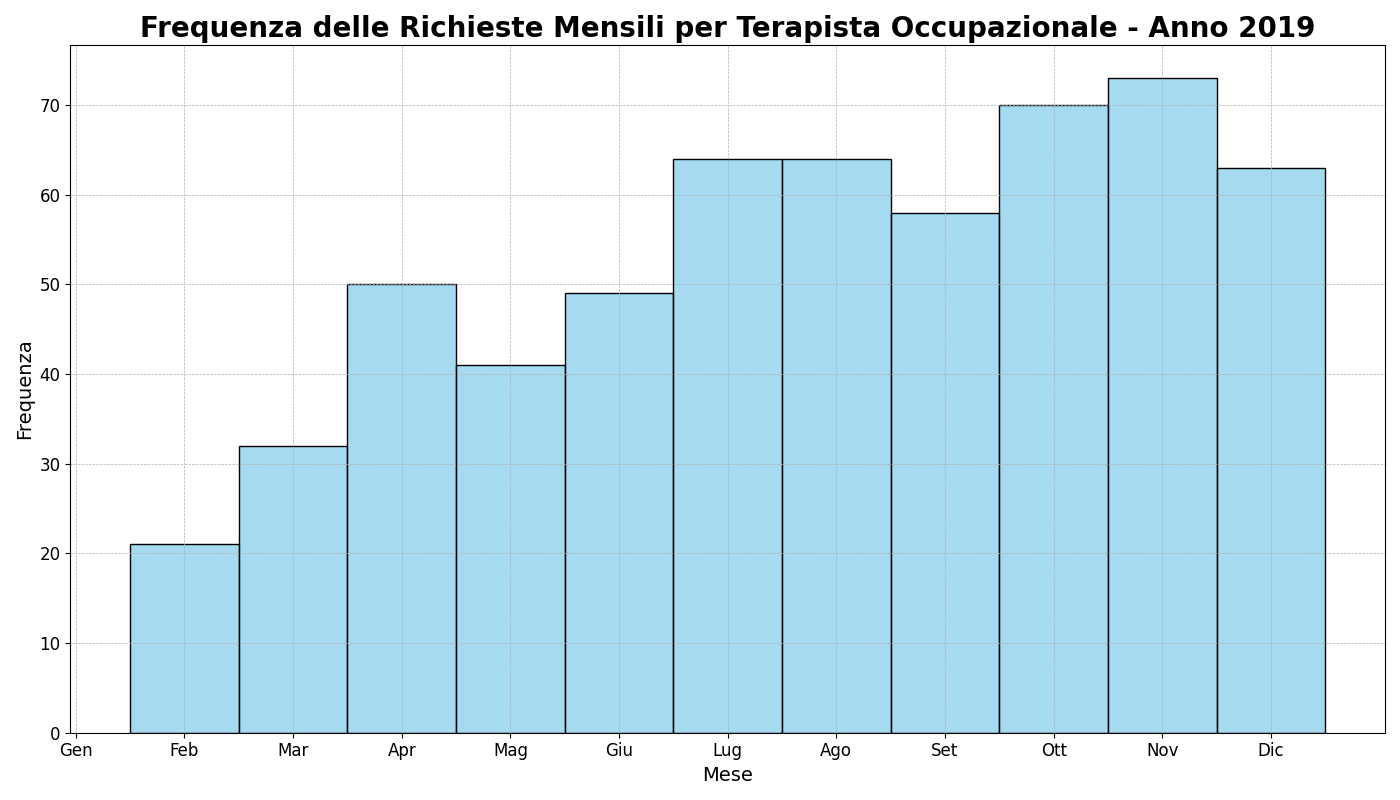 Frequenza delle Richieste Mensili per Terapista Occupazionale - Anno 2019
Frequenza
70
60
50
40
30
20
10
0
Gen Feb Mar Apr Mag Giu Lug Ago Set Ott Nov Dic
Mese